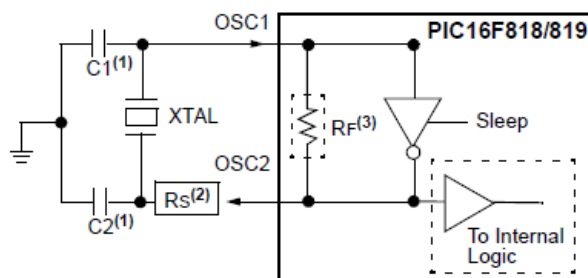 OSC1
PIC16F818/819
C1(1)
XTAL
RF(3)
Sleep
OSC2
RS(2)
C2(1)
To Internal
Logic